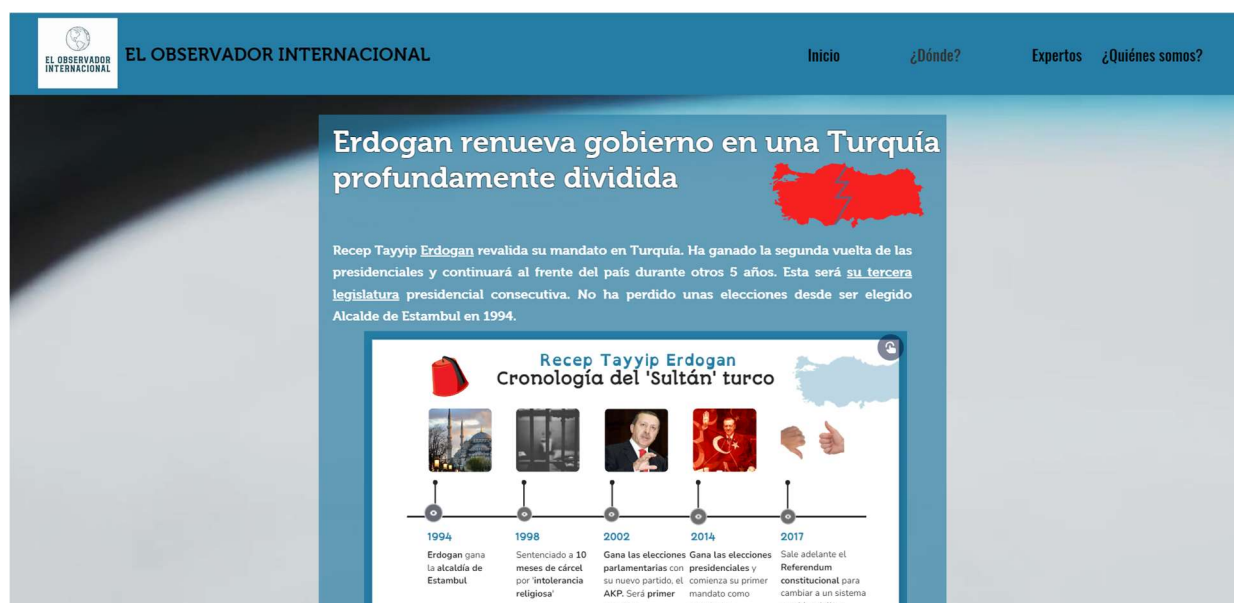 EL OBSERVADOR
INTERNACIONAL
EL OBSERVADOR INTERNACIONAL
Inicio
¿Dónde?
Expertos
¿Quiénes somos?
Erdogan renueva gobierno en una Turquía
profundamente dividida
Recep Tayyip Erdogan revalida su mandato en Turquía. Ha ganado la segunda vuelta de las
presidenciales y continuará al frente del país durante otros 5 años. Esta será su tercera
legislatura presidencial consecutiva. No ha perdido unas elecciones desde ser elegido
Alcalde de Estambul en 1994.
Recep Tayyip Erdogan
Cronología del 'Sultán' turco
1994
Erdogan gana
la alcaldía de
Estambul
1998
Sentenciado a 10
meses de cárcel
por 'intolerancia
religiosa'
2002
Gana las elecciones
parlamentarias con
su nuevo partido, el
AKP. Será primer
2014
Gana las elecciones
presidenciales y
comienza su primer
mandato como
2017
Sale adelante el
Referendum
constitucional para
cambiar a un sistema